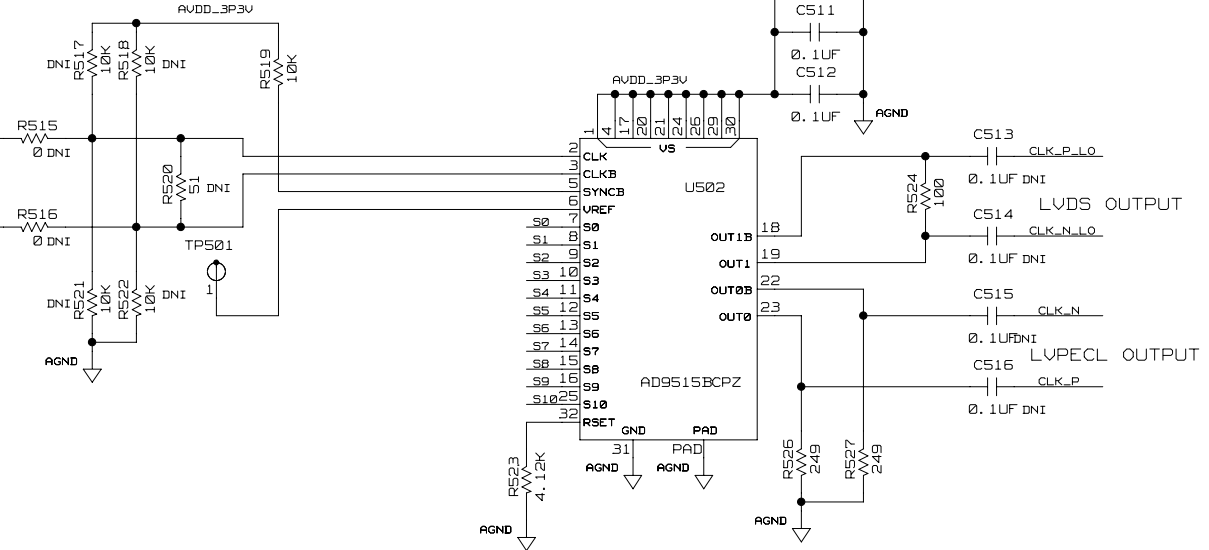 AVDD_3P3V
DNI R517 10K
R518 10K DNI
R519 10K
R515
0 DNI
R520 51 DNI
R516
0 DNI
TP501
1
DNI R521 10K
R522 10K DNI
AGND
C511
0.1UF
C512
0.1UF
AGND
AVDD_3P3V
1 4 17 20 21 24 26 29 30
VS
U502
AD9515BCPZ
2 CLK
3 CLKB
5 SYNCB
6 VREF
S0 7 S0
S1 8 S1
S2 9 S2
S3 10 S3
S4 11 S4
S5 12 S5
S6 13 S6
S7 14 S7
S8 15 S8
S9 16 S9
S10 25 S10
32 RSET
OUT1B 18
OUT1 19
OUT0B 22
OUT0 23
GND PAD
31 PAD
AGND AGND
R523 4.12K
AGND
C513
CLK_P_LO
0.1UF DNI
R524 100
LVDS OUTPUT
C514
CLK_N_LO
0.1UF DNI
C515
CLK_N
0.1UF DNI
LVPECL OUTPUT
C516
CLK_P
0.1UF DNI
R526 249
R527 249
AGND